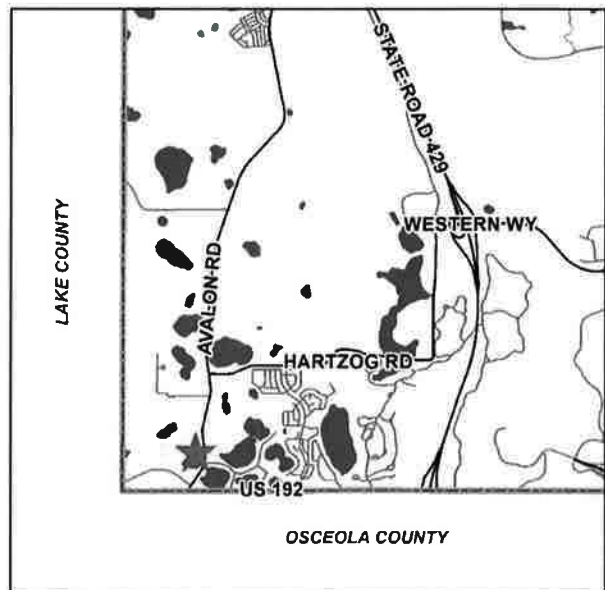 STATE ROAD 429
WESTERN WY
LAKE COUNTY
AVALON RD
HARTZOG RD
US 192
OSCEOLA COUNTY